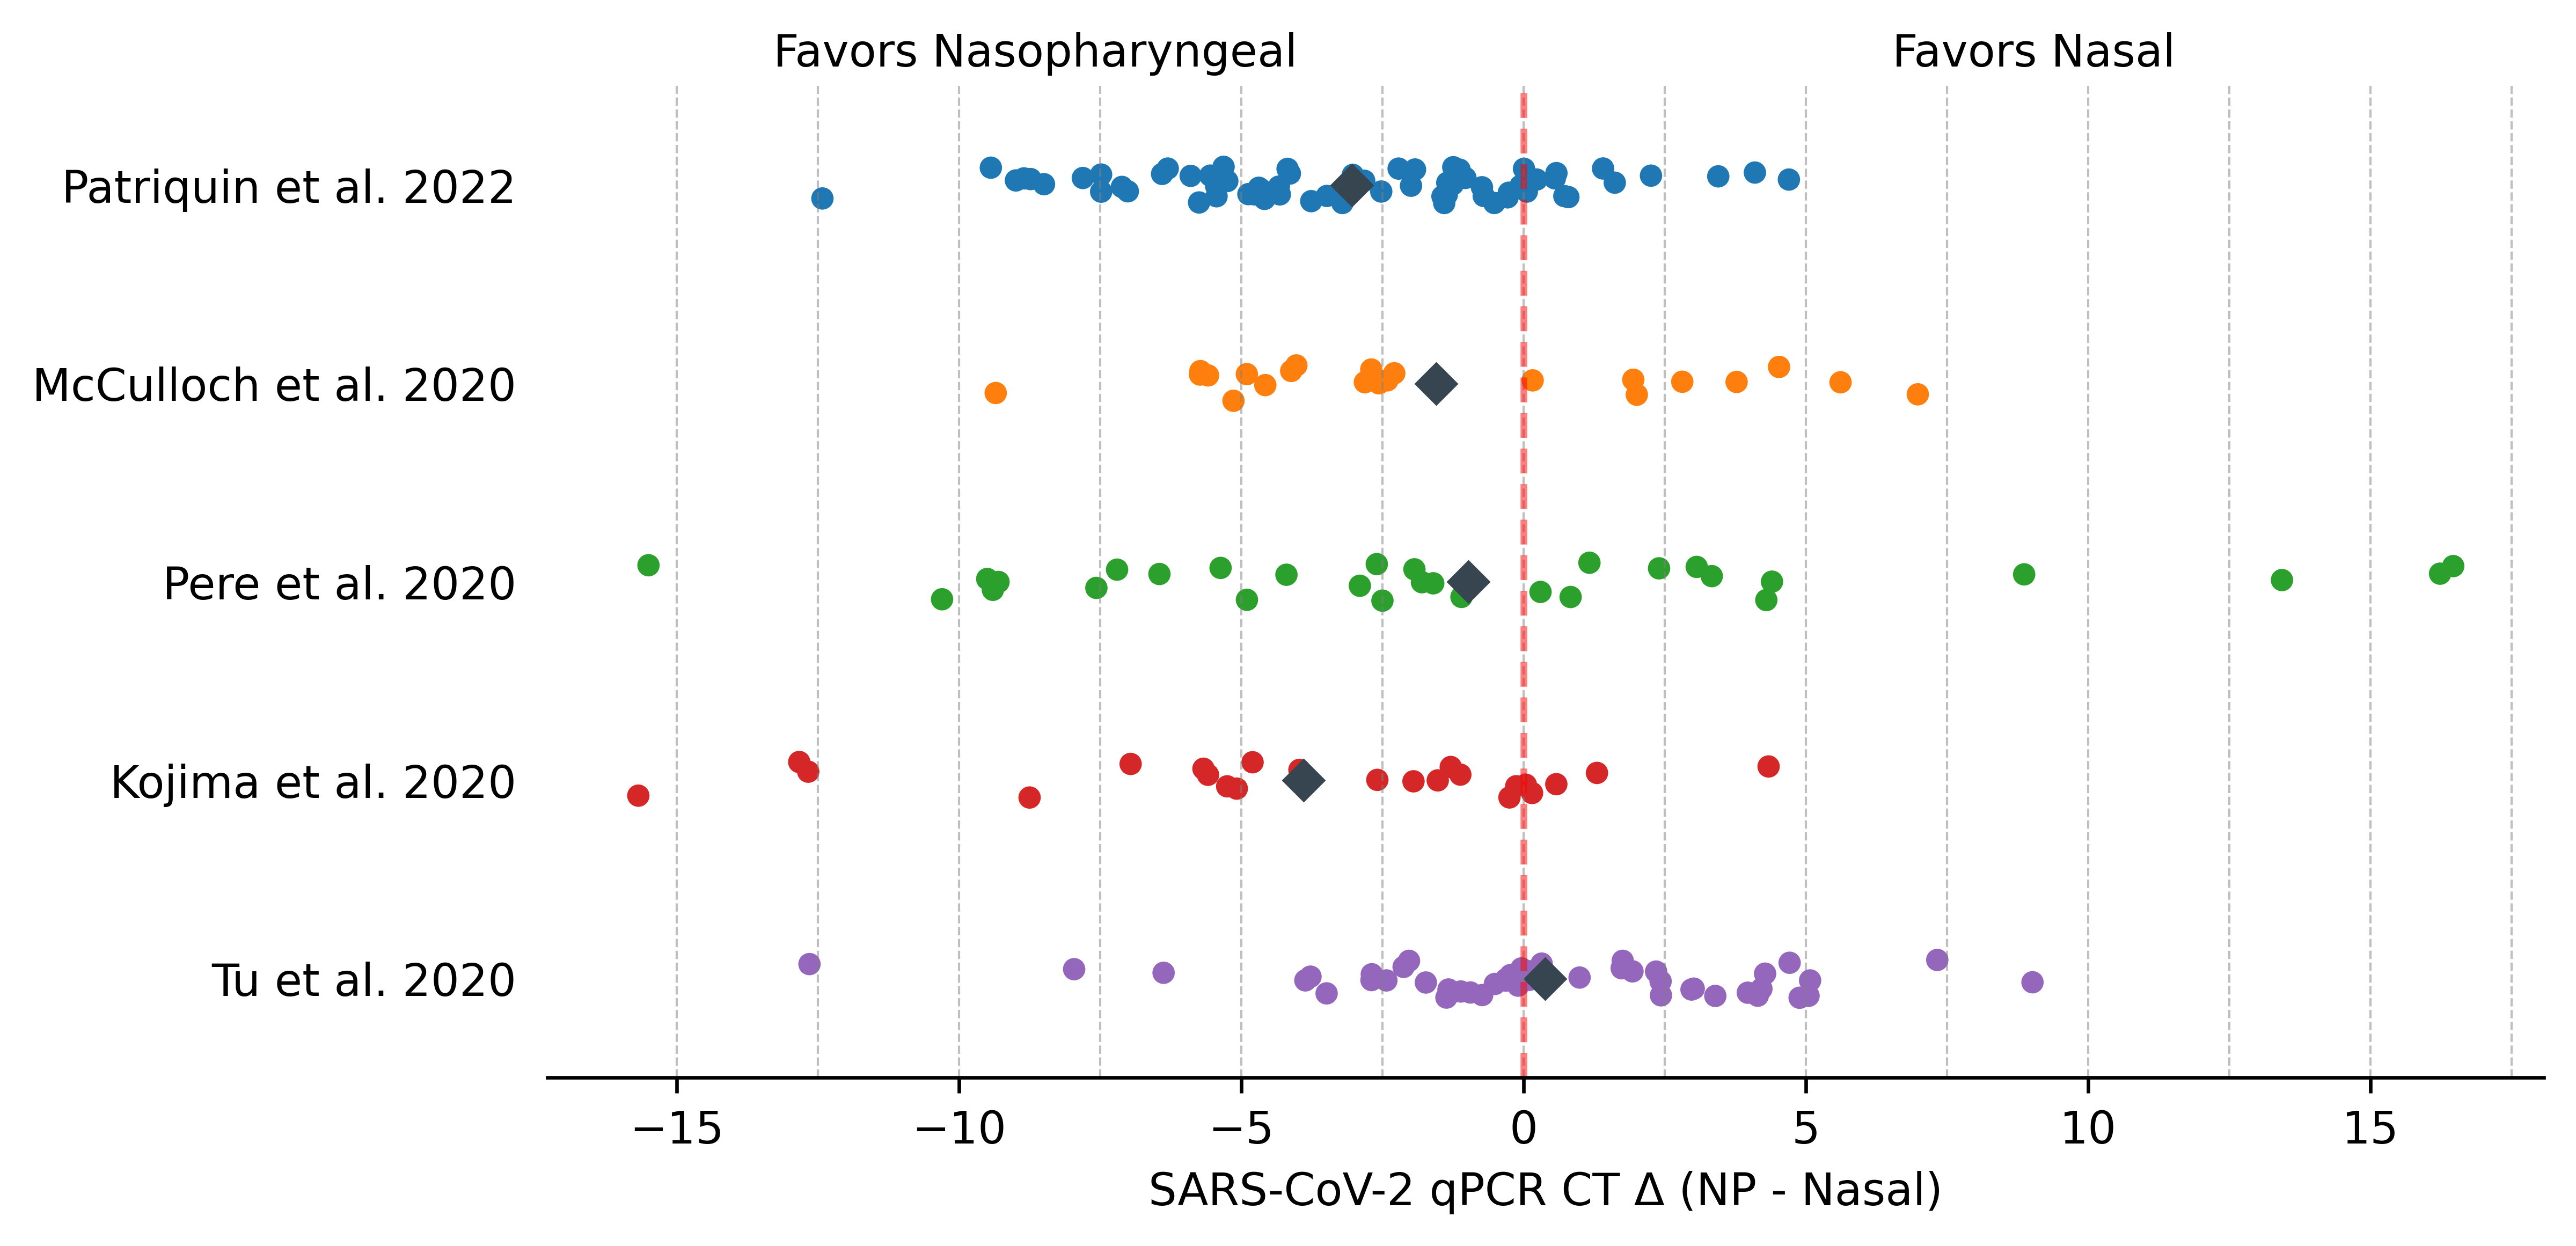 Favors Nasopharyngeal Favors Nasal
Patriquin et al. 2022
McCulloch et al. 2020
Pere et al. 2020
Kojima et al. 2020
Tu et al. 2020
−15 −10 −5 0 5 10 15
SARS-CoV-2 qPCR CT Δ (NP - Nasal)